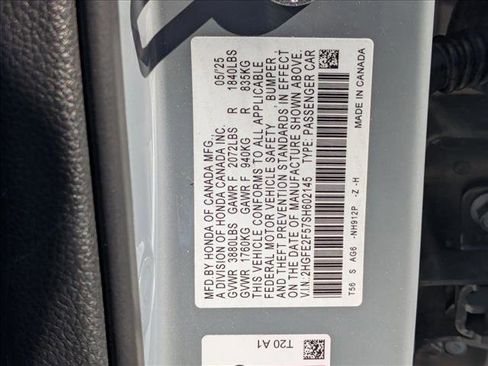 MFD BY HONDA OF CANADA MFG. 05/25
A DIVISION OF HONDA CANADA INC.
GVWR 3880LBS GAWR F 2072LBS R 1840LBS
GVWR 1760KG GAWR F 940KG R 835KG
THIS VEHICLE CONFORMS TO ALL APPLICABLE
FEDERAL MOTOR VEHICLE SAFETY, BUMPER,
AND THEFT PREVENTION STANDARDS IN EFFECT
ON THE DATE OF MANUFACTURE SHOWN ABOVE.
V.I.N:2HGFE2F57SH602145 TYPE:PASSENGER CAR
T56 S AG6 -NH912P -Z -H
MADE IN CANADA
T20 A1